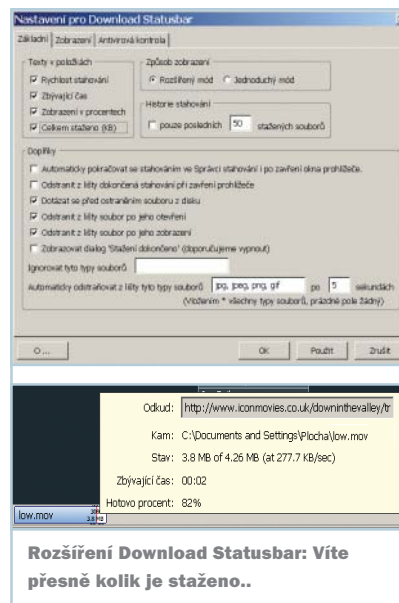 Nastavení pro Download Statusbar
Základní Zobrazení Antivirová kontrola
Texty v položkách
Rychlost stahování
Zbývající čas
Zobrazení v procentech
Celkem staženo (KB)
Způsob zobrazení
Rozšířený mód Jednoduchý mód
Historie stahování
pouze posledních 50 stažených souborů
Doplňky
Automaticky pokračovat se stahováním ve Správci stahování i po zavření okna prohlížeče.
Odstranit z lišty dokončená stahování při zavření prohlížeče
Dotázat se před ostraněním souboru z disku
Odstranit z lišty soubor po jeho otevření
Odstranit z lišty soubor po jeho zobrazení
Zobrazovat dialog 'Stažení dokončeno' (doporučujeme vypnout)
Ignorovat tyto typy souborů
Automaticky odstraňovat z lišty tyto typy souborů jpg, jpeg, png, gif po 5 sekundách
(Vložením * všechny typy souborů, prázdné pole žádný)
O ... OK Použít Zrušit
Odkud: http://www.iconmovies.co.uk/downinthevalley/tr
Kam: C:\Documents and Settings\Plocha\low.mov
Stav: 3.8 MB of 4.26 MB (at 277.7 KB/sec)
Zbývající čas: 00:02
Hotovo procent: 82%
low.mov 3.8 MB
Rozšíření Download Statusbar: Víte
přesně kolik je staženo..